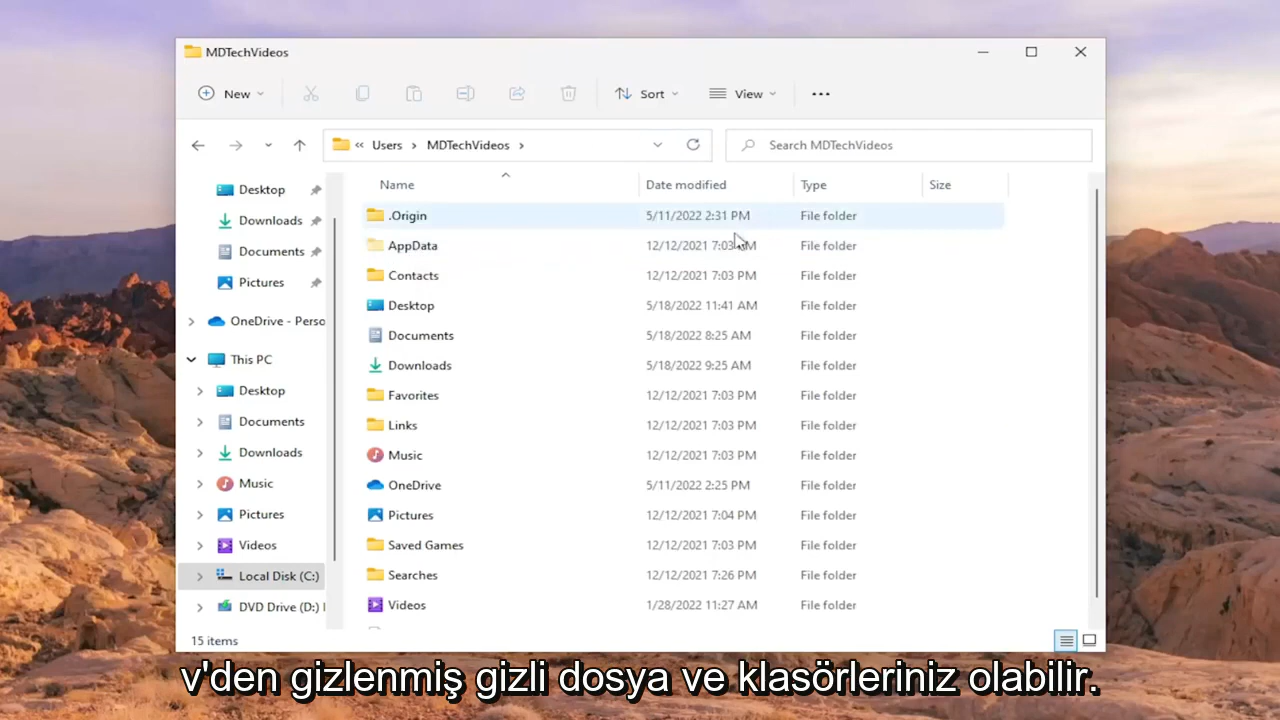 MDTechVideos
New
Sort
View
Users > MDTechVideos >
Search MDTechVideos
Name Date modified Type Size
Desktop
Downloads
Documents
Pictures
OneDrive - Perso
This PC
Desktop
Documents
Downloads
Music
Pictures
Videos
Local Disk (C:)
DVD Drive (D:)
.Origin 5/11/2022 2:31 PM File folder
AppData 12/12/2021 7:03 PM File folder
Contacts 12/12/2021 7:03 PM File folder
Desktop 5/18/2022 11:41 AM File folder
Documents 5/18/2022 8:25 AM File folder
Downloads 5/18/2022 9:25 AM File folder
Favorites 12/12/2021 7:03 PM File folder
Links 12/12/2021 7:03 PM File folder
Music 12/12/2021 7:03 PM File folder
OneDrive 5/11/2022 2:25 PM File folder
Pictures 12/12/2021 7:04 PM File folder
Saved Games 12/12/2021 7:03 PM File folder
Searches 12/12/2021 7:26 PM File folder
Videos 1/28/2022 11:27 AM File folder
15 items
v'den gizlenmiş gizli dosya ve klasörleriniz olabilir.